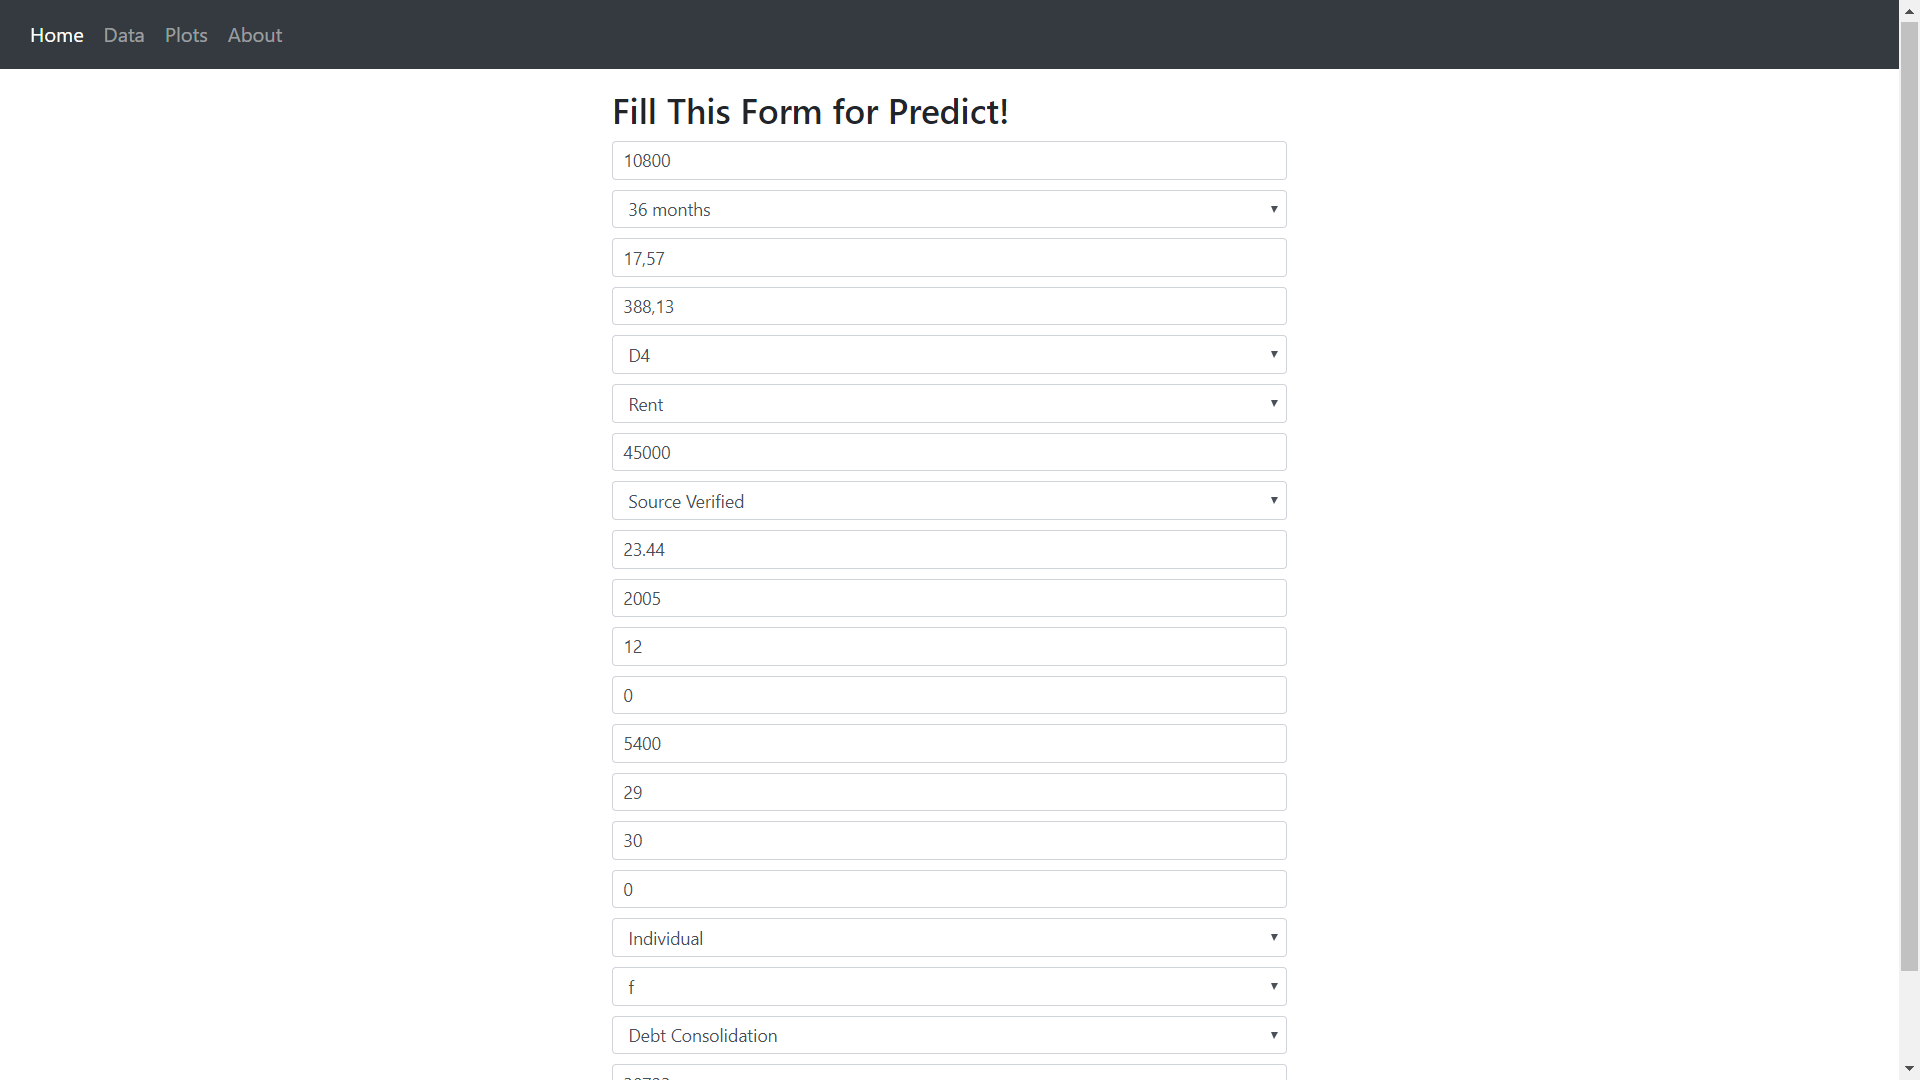 Home Data Plots About
Fill This Form for Predict!
10800
36 months
17,57
388,13
D4
Rent
45000
Source Verified
23.44
2005
12
0
5400
29
30
0
Individual
f
Debt Consolidation